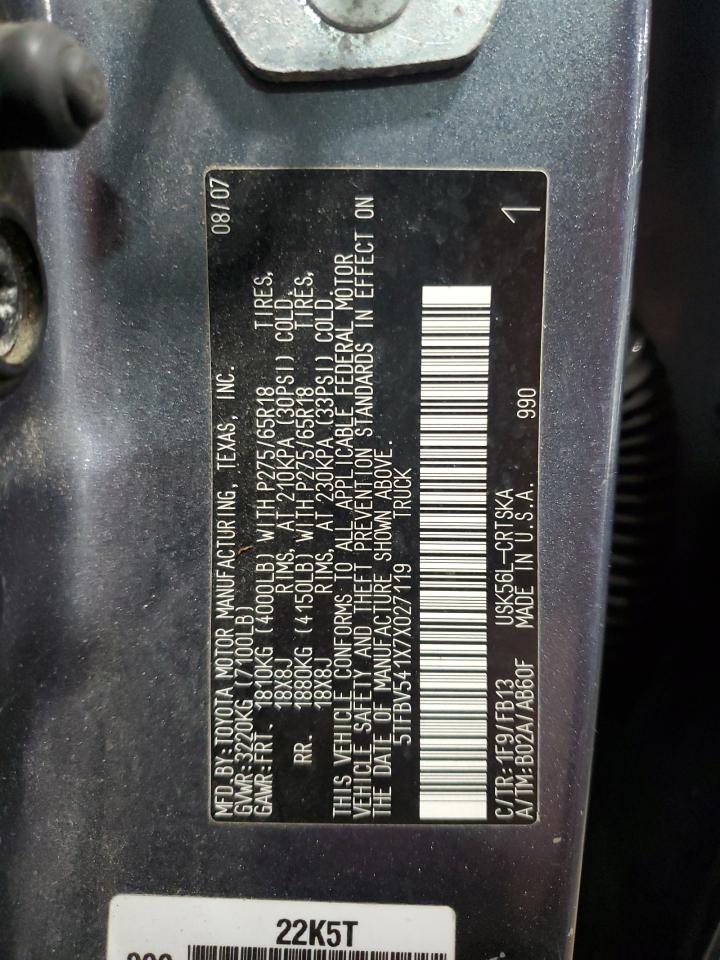 MFD. BY: TOYOTA MOTOR MANUFACTURING, TEXAS, INC. 08/07
GVWR: 3220KG (7100LB)
GAWR: FRT. 1810KG (4000LB) WITH P275/65R18 TIRES,
18X8J RIMS, AT 210KPA (30PSI) COLD.
RR. 1880KG (4150LB) WITH P275/65R18 TIRES,
18X8J RIMS, AT 230KPA (33PSI) COLD.
THIS VEHICLE CONFORMS TO ALL APPLICABLE FEDERAL MOTOR
VEHICLE SAFETY AND THEFT PREVENTION STANDARDS IN EFFECT ON
THE DATE OF MANUFACTURE SHOWN ABOVE.
5TFBV541X7X027119 TRUCK
C/TR: 1F9/FB13 USK56L-CRTSKA
A/TM: B02A/AB60F MADE IN U.S.A. 990
1
22K5T